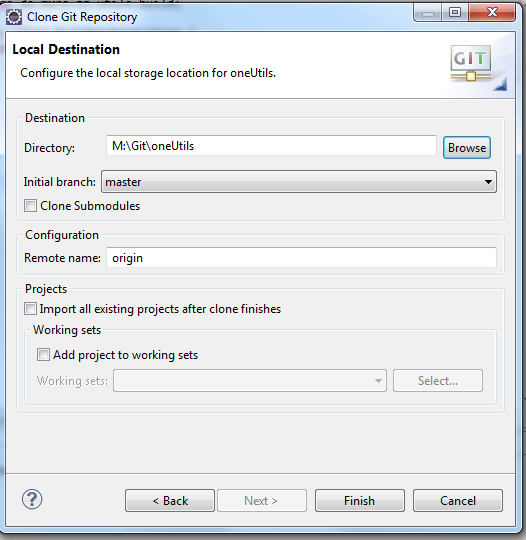 Clone Git Repository
Local Destination
Configure the local storage location for oneUtils.
GIT
Destination
Directory: M:\Git\oneUtils Browse
Initial branch: master
Clone Submodules
Configuration
Remote name: origin
Projects
Import all existing projects after clone finishes
Working sets
Add project to working sets
Working sets: Select...
? < Back Next > Finish Cancel